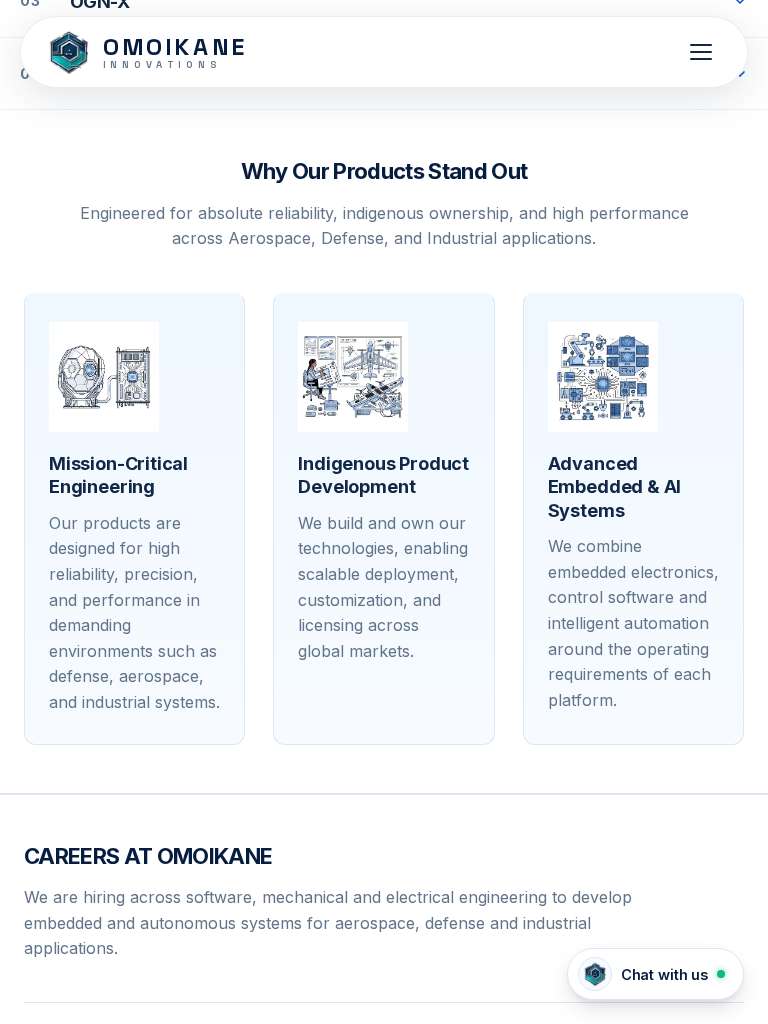 03
OGN-X
OMOIKANE
INNOVATIONS
Why Our Products Stand Out
Engineered for absolute reliability, indigenous ownership, and high performance
across Aerospace, Defense, and Industrial applications.
Mission-Critical
Engineering
Our products are
designed for high
reliability, precision,
and performance in
demanding
environments such as
defense, aerospace,
and industrial systems.
Indigenous Product
Development
We build and own our
technologies, enabling
scalable deployment,
customization, and
licensing across
global markets.
Advanced
Embedded & AI
Systems
We combine
embedded electronics,
control software and
intelligent automation
around the operating
requirements of each
platform.
CAREERS AT OMOIKANE
We are hiring across software, mechanical and electrical engineering to develop
embedded and autonomous systems for aerospace, defense and industrial
applications.
Chat with us